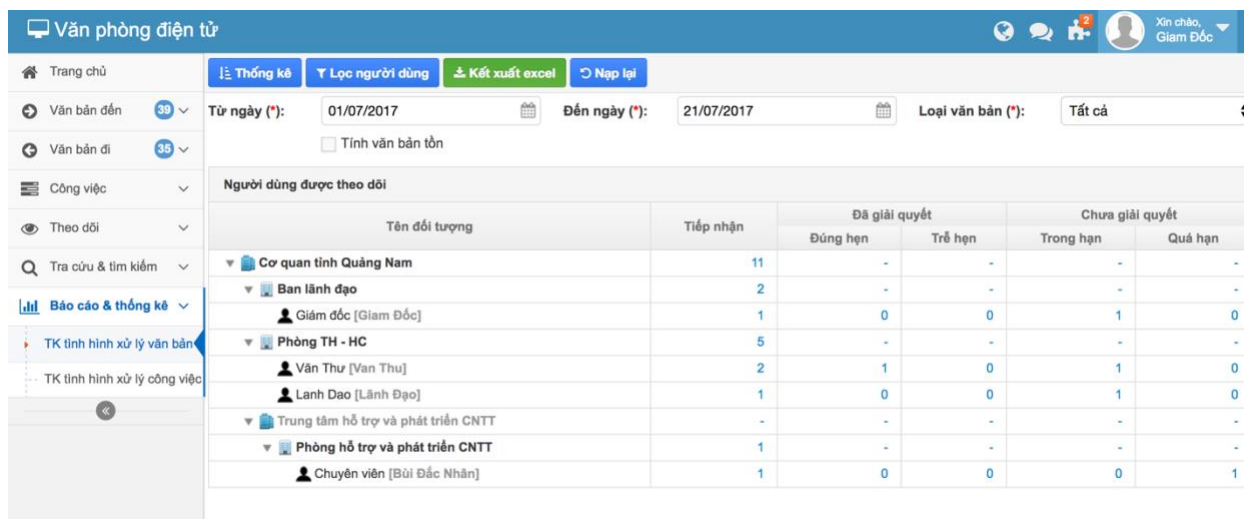 Văn phòng điện tử
2
Xin chào,
Giam Đốc
Trang chủ
Văn bản đến 39
Văn bản đi 35
Công việc
Theo dõi
Tra cứu & tìm kiếm
Báo cáo & thống kê
TK tình hình xử lý văn bản
TK tình hình xử lý công việc
Thống kê Lọc người dùng Kết xuất excel Nạp lại
Từ ngày (*): 01/07/2017 Đến ngày (*): 21/07/2017 Loại văn bản (*): Tất cả
Tính văn bản tồn
Người dùng được theo dõi
Tên đối tượng Tiếp nhận Đã giải quyết Chưa giải quyết
Đúng hẹn Trễ hẹn Trong hạn Quá hạn
Cơ quan tỉnh Quảng Nam 11 - - - -
Ban lãnh đạo 2 - - - -
Giám đốc [Giam Đốc] 1 0 0 1 0
Phòng TH - HC 5 - - - -
Văn Thư [Van Thu] 2 1 0 1 0
Lanh Dao [Lãnh Đạo] 1 0 0 1 0
Trung tâm hỗ trợ và phát triển CNTT - - - - -
Phòng hỗ trợ và phát triển CNTT 1 - - - -
Chuyên viên [Bùi Đắc Nhân] 1 0 0 0 1